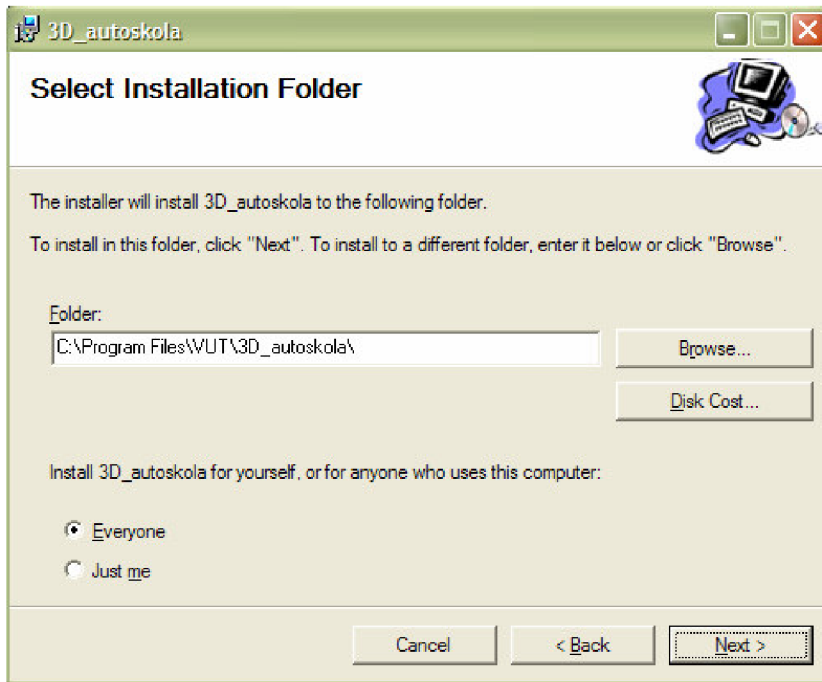 3D_autoskola
Select Installation Folder
The installer will install 3D_autoskola to the following folder.
To install in this folder, click "Next". To install to a different folder, enter it below or click "Browse".
Folder:
C:\Program Files\VUT\3D_autoskola\
Browse...
Disk Cost...
Install 3D_autoskola for yourself, or for anyone who uses this computer:
Everyone
Just me
Cancel
< Back
Next >